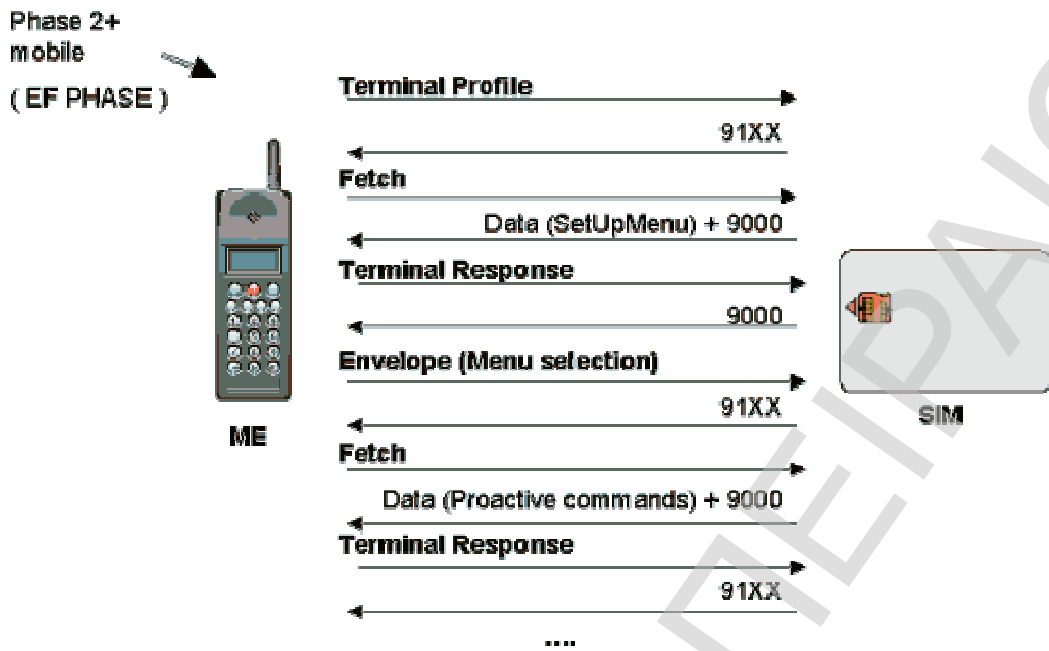 Phase 2+
mobile
( EF PHASE )
Terminal Profile
91XX
Fetch
Data (SetUpMenu) + 9000
Terminal Response
9000
Envelope (Menu selection)
91XX
Fetch
Data (Proactive commands) + 9000
Terminal Response
91XX
....
ME
SIM